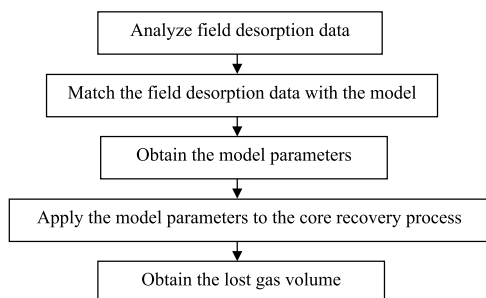 Analyze field desorption data
Match the field desorption data with the model
Obtain the model parameters
Apply the model parameters to the core recovery process
Obtain the lost gas volume